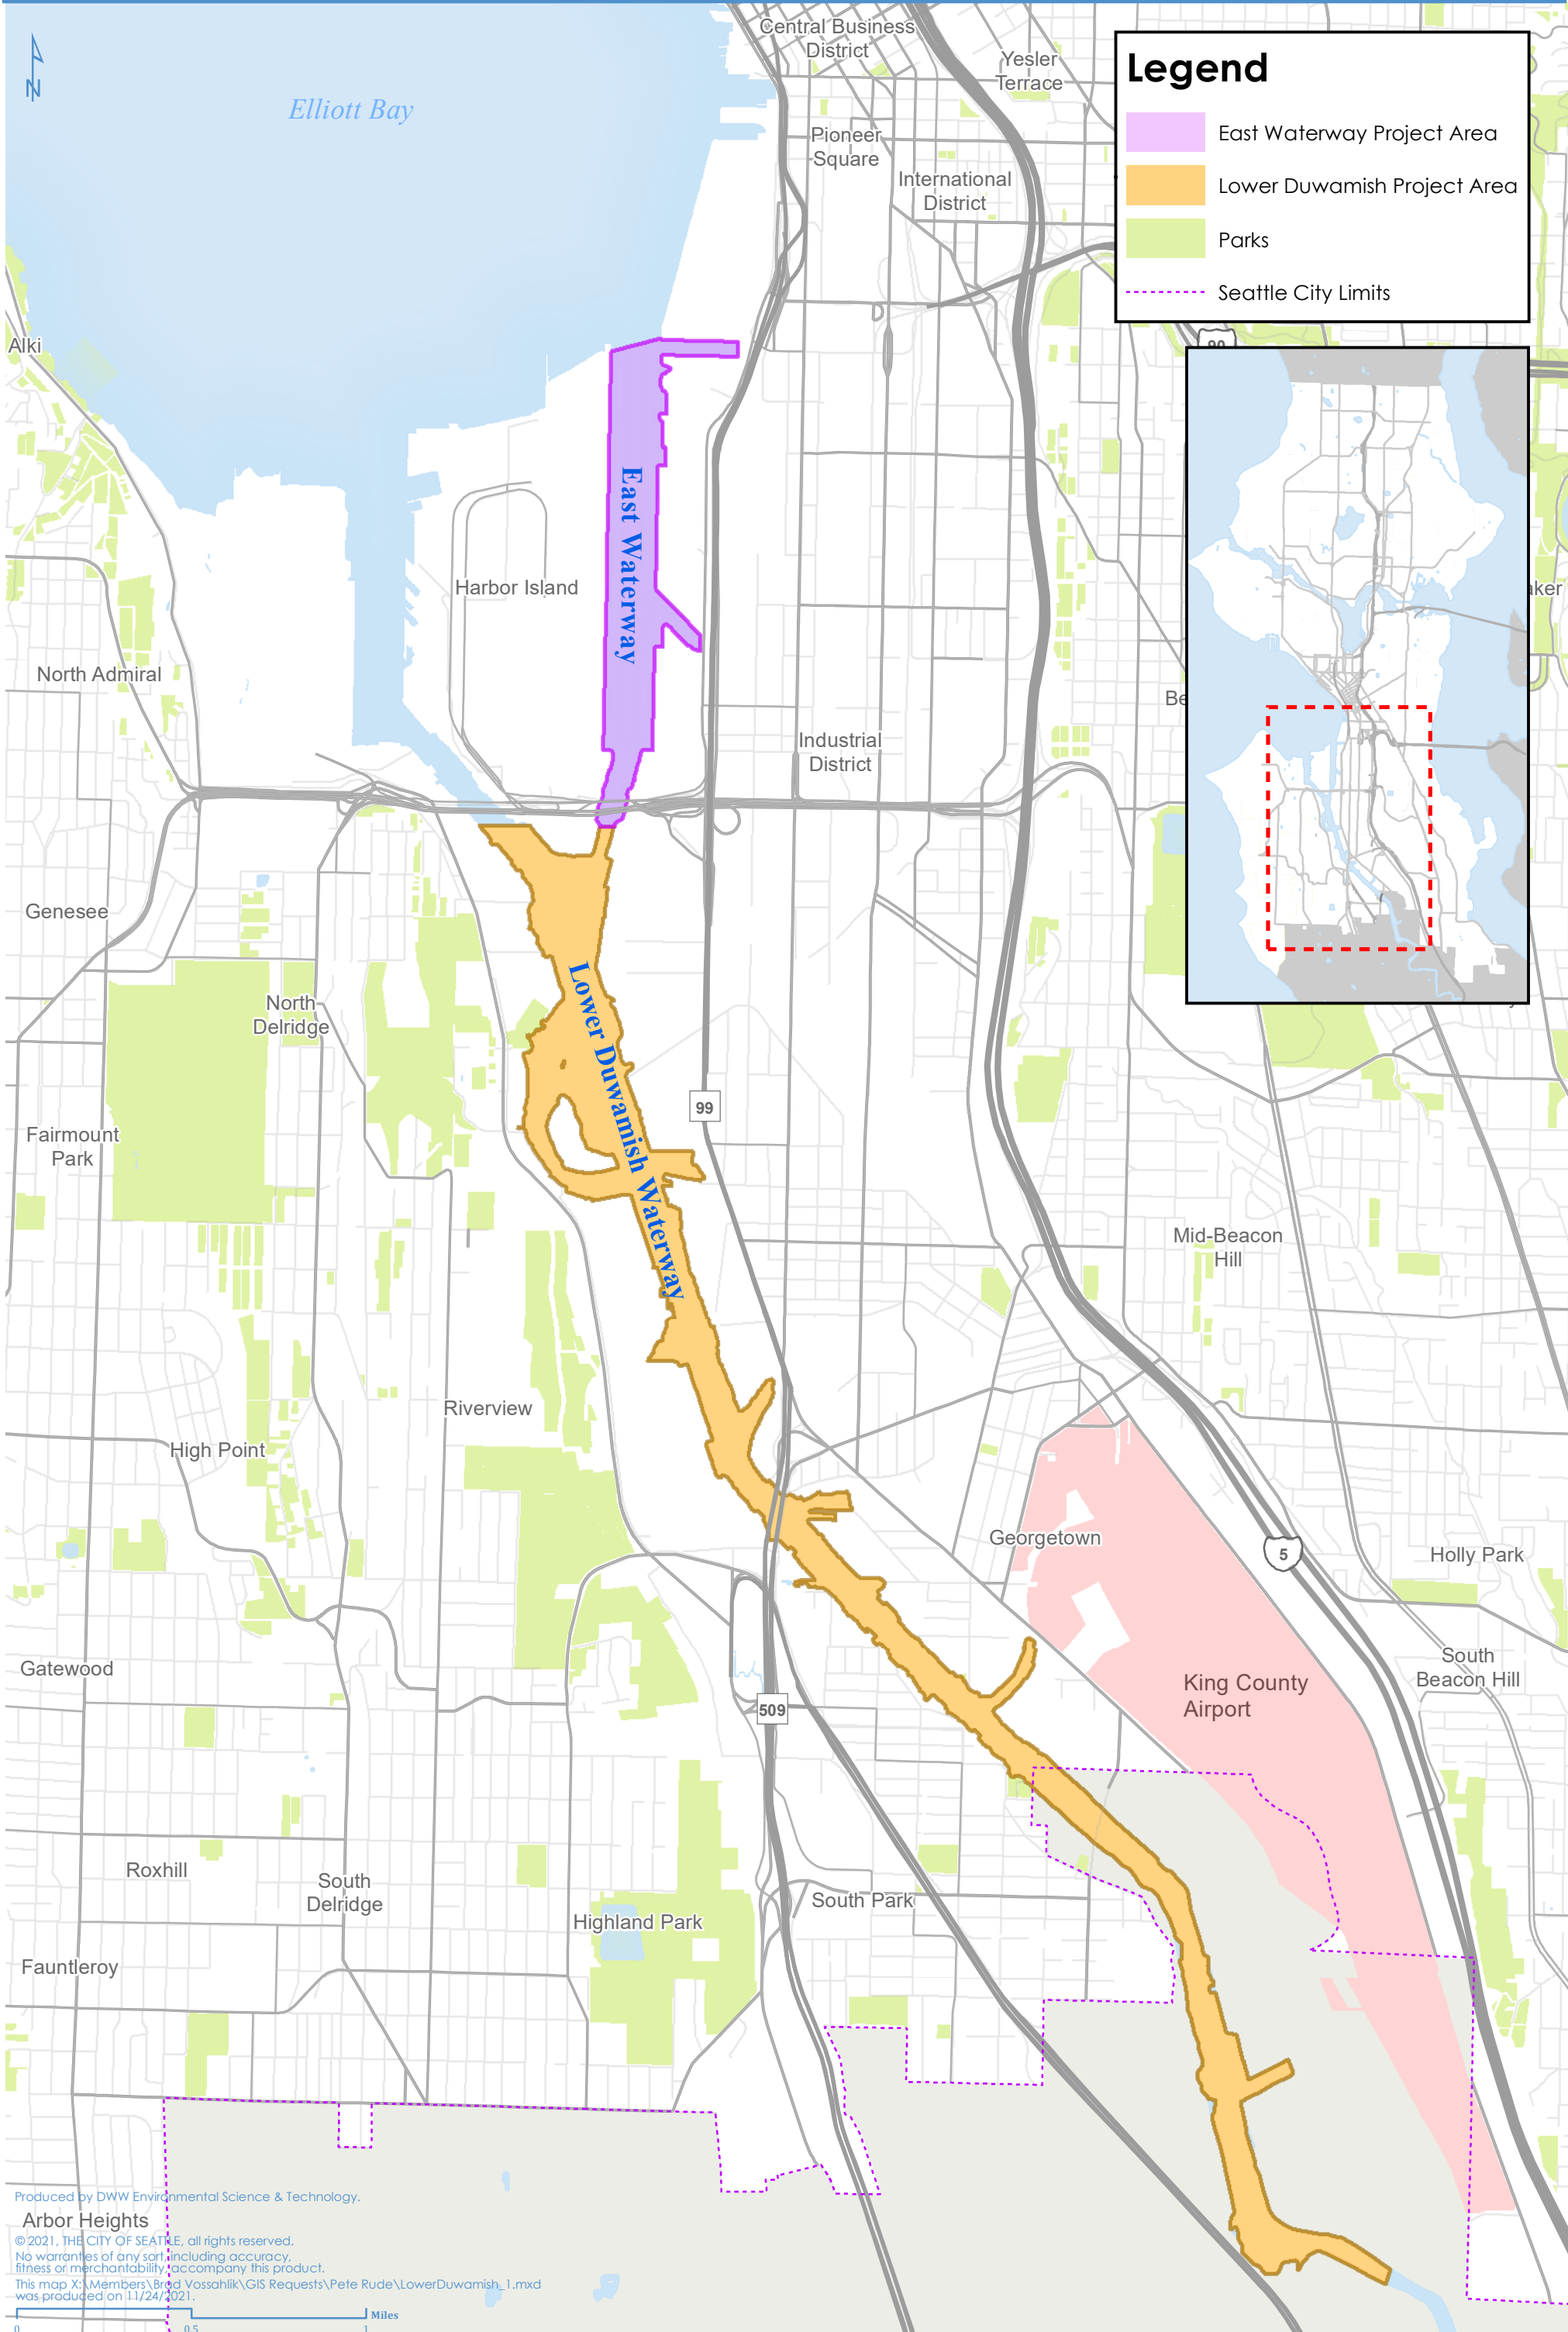 N
Elliott Bay
Central Business
District
Yesler
Terrace
Pioneer
Square
International
District
Legend
East Waterway Project Area
Lower Duwamish Project Area
Parks
Seattle City Limits
Alki
90
East Waterway
Harbor Island
North Admiral
Industrial
District
Genesee
North
Delridge
Lower Duwamish Waterway
99
Fairmount
Park
Mid-Beacon
Hill
Riverview
High Point
Georgetown
5
Holly Park
Gatewood
King County
Airport
South
Beacon Hill
509
Roxhill
South
Delridge
South Park
Highland Park
Fauntleroy
Produced by DWW Environmental Science & Technology.
Arbor Heights
© 2021, THE CITY OF SEATTLE, all rights reserved.
No warranties of any sort, including accuracy,
fitness or merchantability, accompany this product.
This map X:\Members\Brad Vossahlik\GIS Requests\Pete Rude\LowerDuwamish_1.mxd
was produced on 11/24/2021.
Miles
0 0.5 1